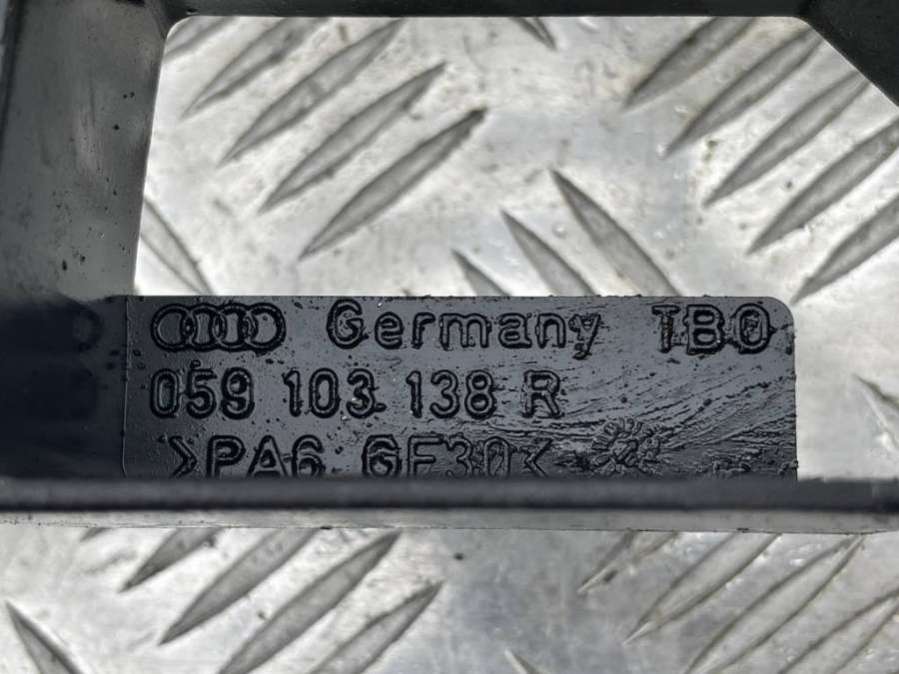 Germany TBO
059 103 138 R
>PA6 GF30<